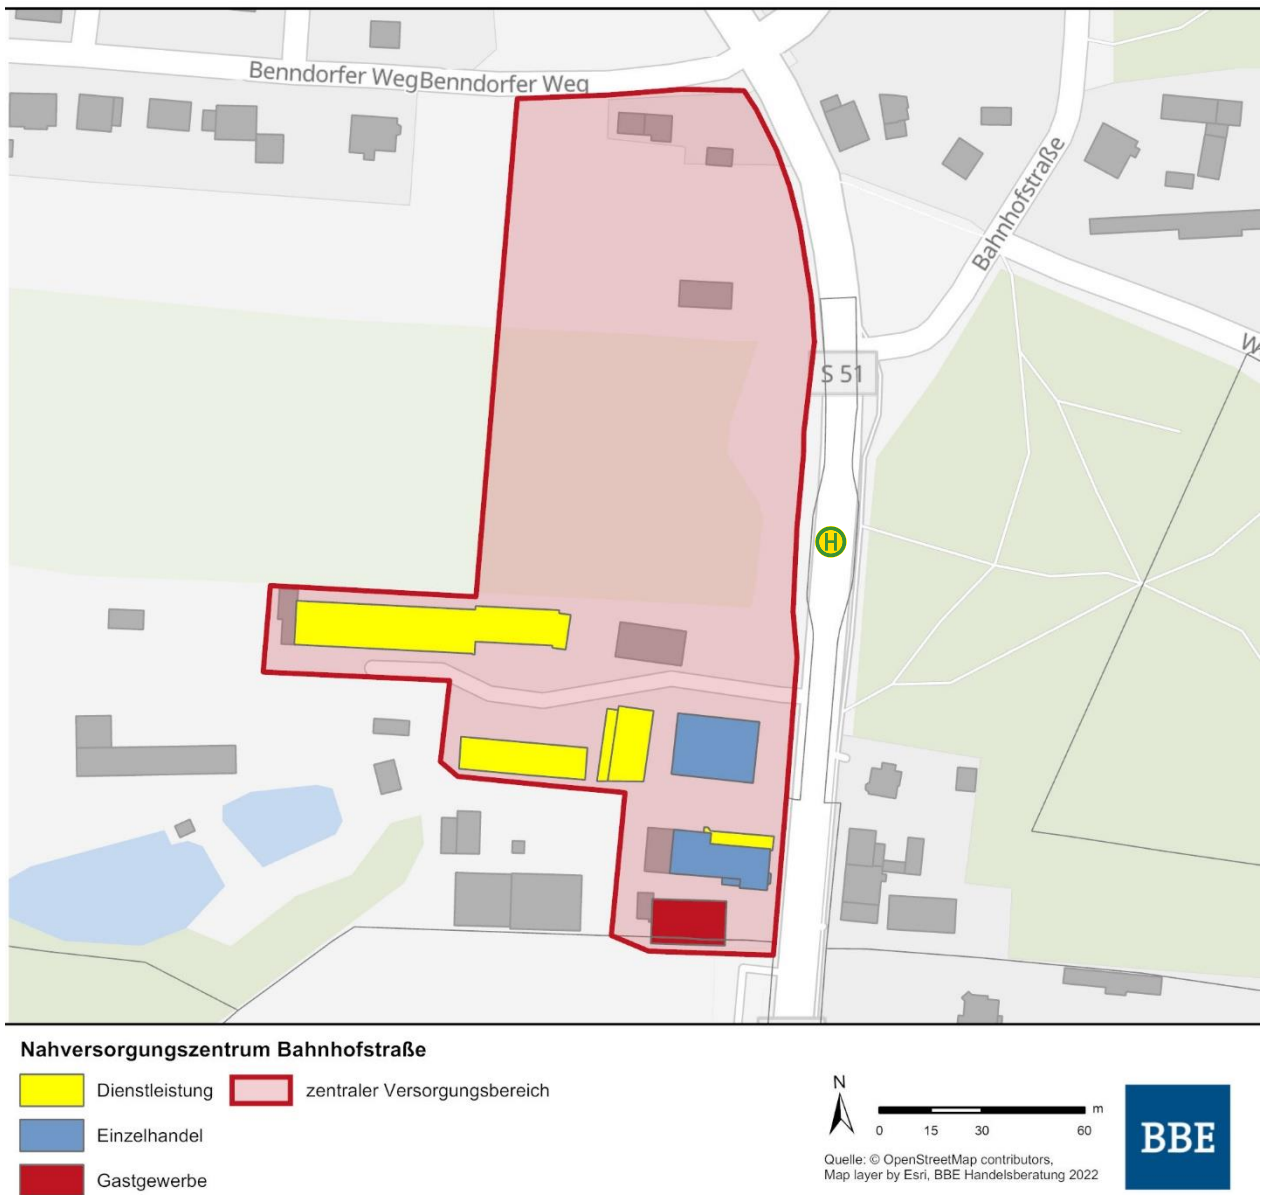 Benndorfer WegBenndorfer Weg
Bahnhofstraße
W
S 51
H
Nahversorgungszentrum Bahnhofstraße
Dienstleistung
zentraler Versorgungsbereich
Einzelhandel
Gastgewerbe
N
m
0 15 30 60
Quelle: © OpenStreetMap contributors,
Map layer by Esri, BBE Handelsberatung 2022
BBE